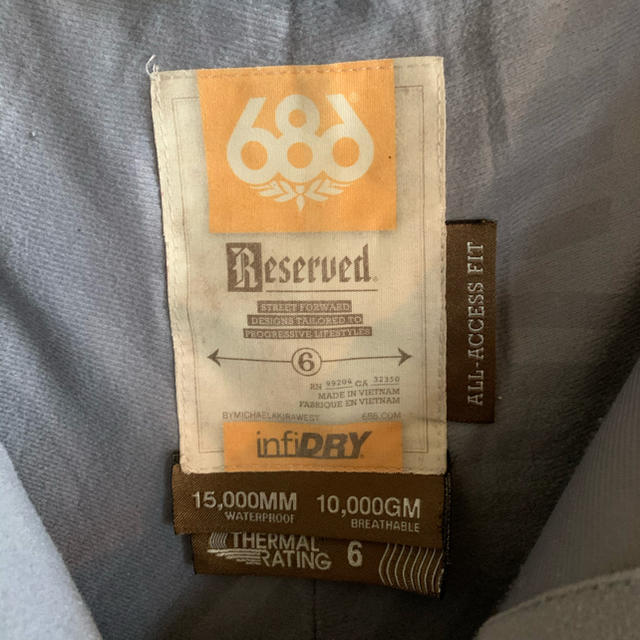 686
Reserved.
STREET FORWARD
DESIGNS TAILORED TO
PROGRESSIVE LIFESTYLES
6
RN 99204 CA 32350
MADE IN VIETNAM
FABRIQUE EN VIETNAM
BYMICHAELAKIRAWEST 686.COM
infiDRY
15,000MM 10,000GM
WATERPROOF BREATHABLE
THERMAL
RATING 6
ALL-ACCESS FIT